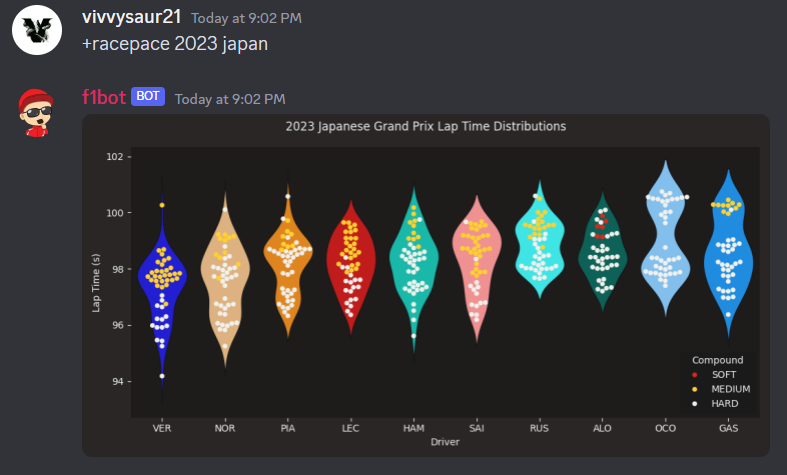 vivvysaur21 Today at 9:02 PM
+racepace 2023 japan
f1bot BOT Today at 9:02 PM
2023 Japanese Grand Prix Lap Time Distributions
102
100
98
96
94
Lap Time (s)
Compound
SOFT
MEDIUM
HARD
VER NOR PIA LEC HAM SAI RUS ALO OCO GAS
Driver